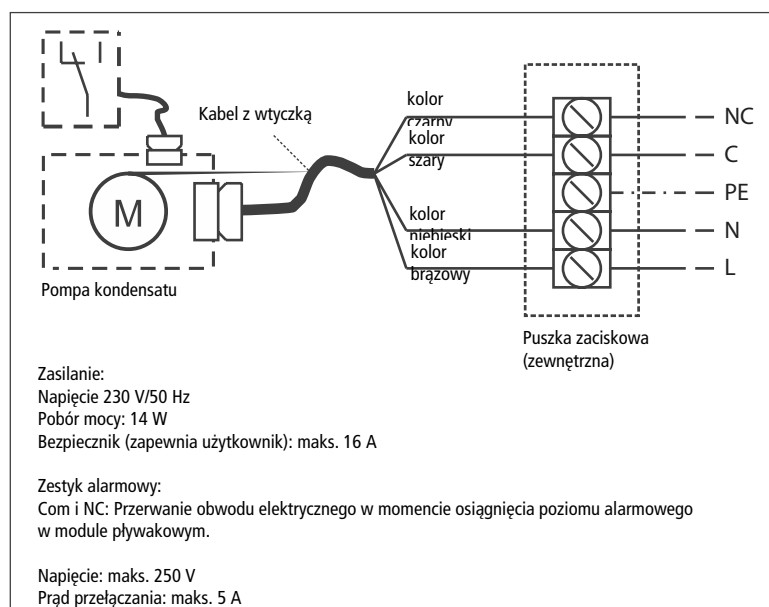 Kabel z wtyczką
kolor
czarny
NC
kolor
szary
C
PE
M
kolor
niebieski
N
kolor
brązowy
L
Pompa kondensatu
Puszka zaciskowa
(zewnętrzna)
Zasilanie:
Napięcie 230 V/50 Hz
Pobór mocy: 14 W
Bezpiecznik (zapewnia użytkownik): maks. 16 A
Zestyk alarmowy:
Com i NC: Przerwanie obwodu elektrycznego w momencie osiągnięcia poziomu alarmowego
w module pływakowym.
Napięcie: maks. 250 V
Prąd przełączania: maks. 5 A